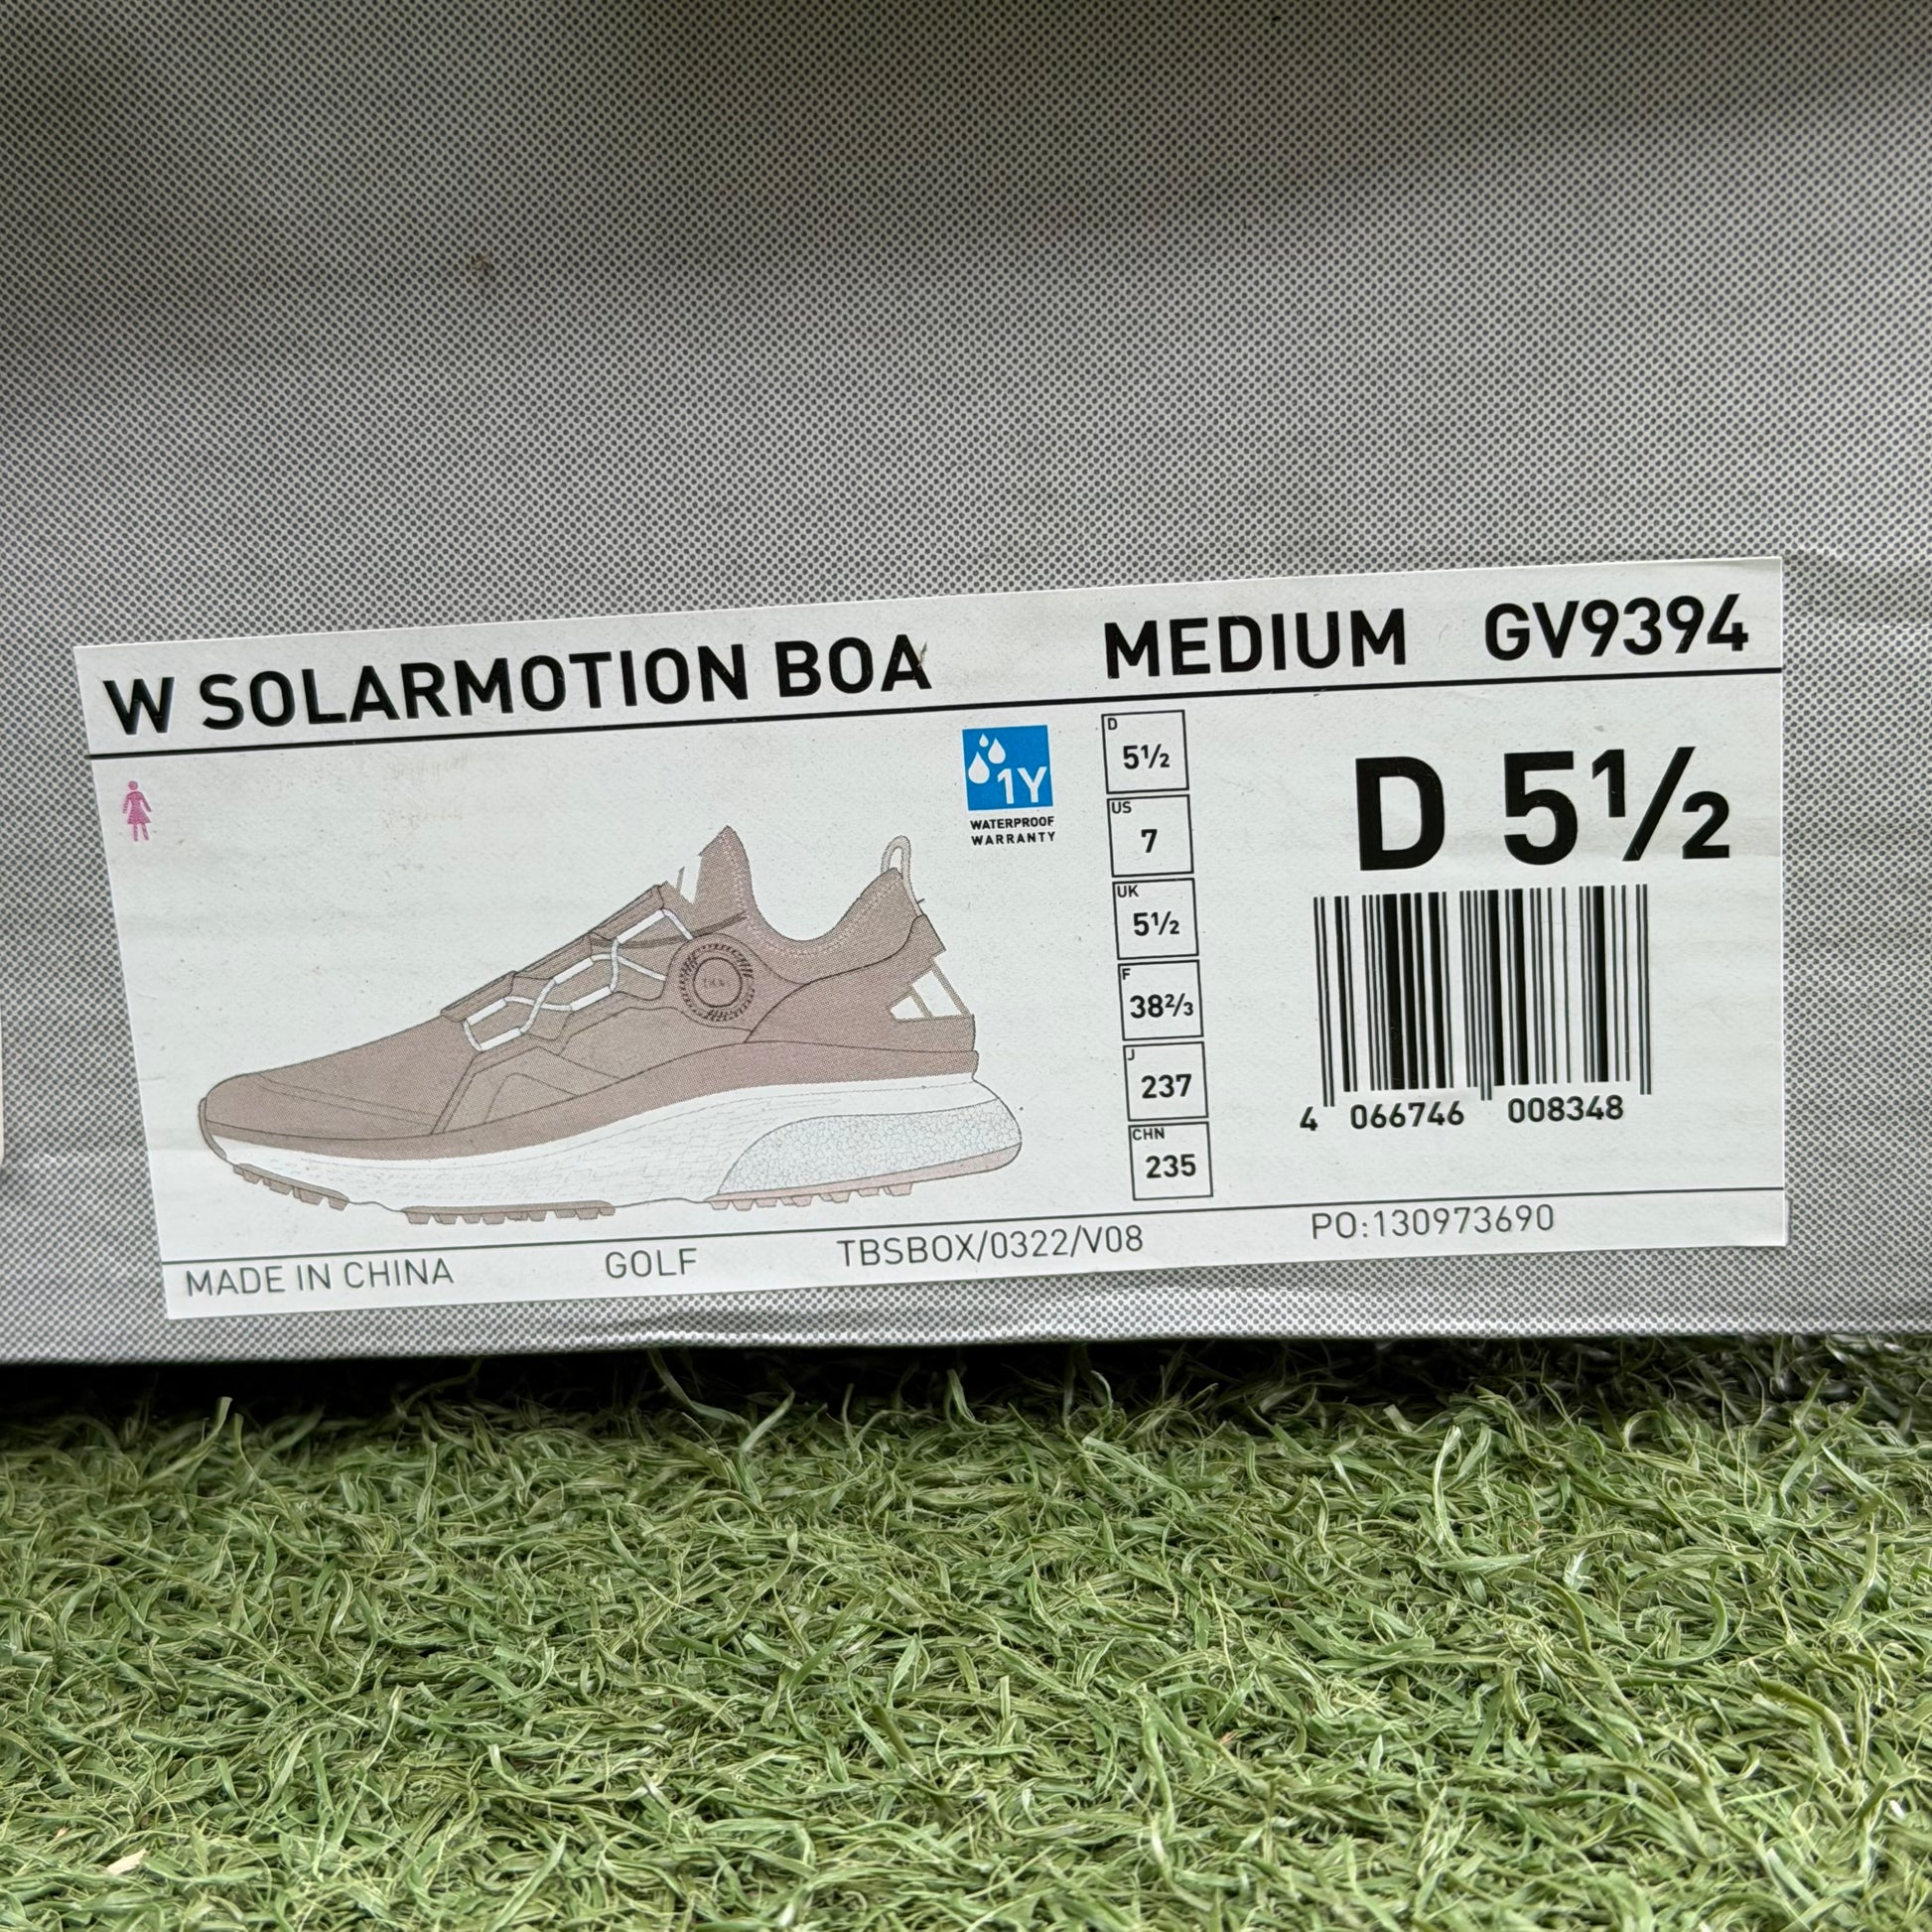 W SOLARMOTION BOA MEDIUM GV9394
1Y
WATERPROOF
WARRANTY
D
5½
US
7
UK
5½
F
38⅔
J
237
CHN
235
D 5½
4 066746 008348
MADE IN CHINA GOLF TBSBOX/0322/V08 PO:130973690